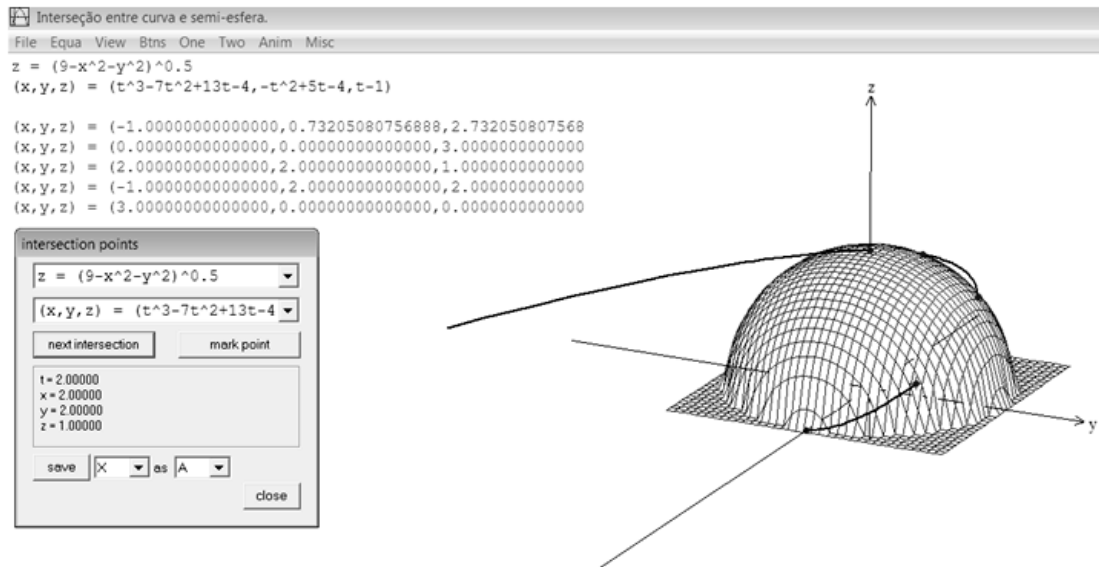 Interseção entre curva e semi-esfera.
File Equa View Btns One Two Anim Misc
z = (9-x^2-y^2)^0.5
(x,y,z) = (t^3-7t^2+13t-4,-t^2+5t-4,t-1)
(x,y,z) = (-1.00000000000000,0.73205080756888,2.732050807568
(x,y,z) = (0.00000000000000,0.00000000000000,3.0000000000000
(x,y,z) = (2.00000000000000,2.00000000000000,1.0000000000000
(x,y,z) = (-1.00000000000000,2.00000000000000,2.000000000000
(x,y,z) = (3.00000000000000,0.00000000000000,0.0000000000000
intersection points
z = (9-x^2-y^2)^0.5
(x,y,z) = (t^3-7t^2+13t-4
next intersection mark point
t = 2.00000
x = 2.00000
y = 2.00000
z = 1.00000
save X as A
close
z
y